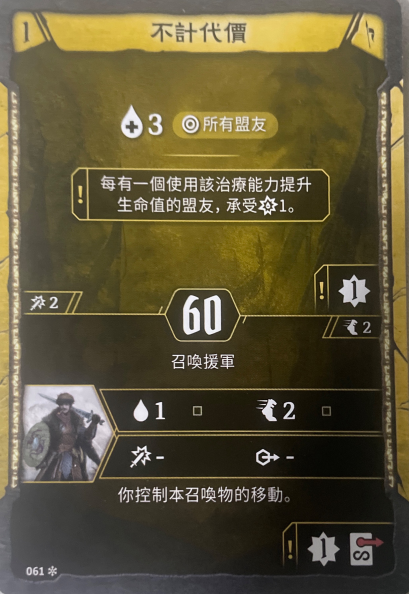 1 不計代價
3 所有盟友
! 每有一個使用該治療能力提升
生命值的盟友，承受1。
! 1
2 60 2
召喚援軍
1 2
- -
你控制本召喚物的移動。
! 1 S
061